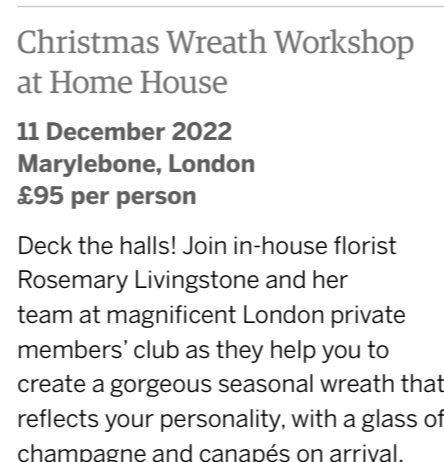 Christmas Wreath Workshop
at Home House
11 December 2022
Marylebone, London
£95 per person
Deck the halls! Join in-house florist
Rosemary Livingstone and her
team at magnificent London private
members’ club as they help you to
create a gorgeous seasonal wreath that
reflects your personality, with a glass of
champagne and canapés on arrival.